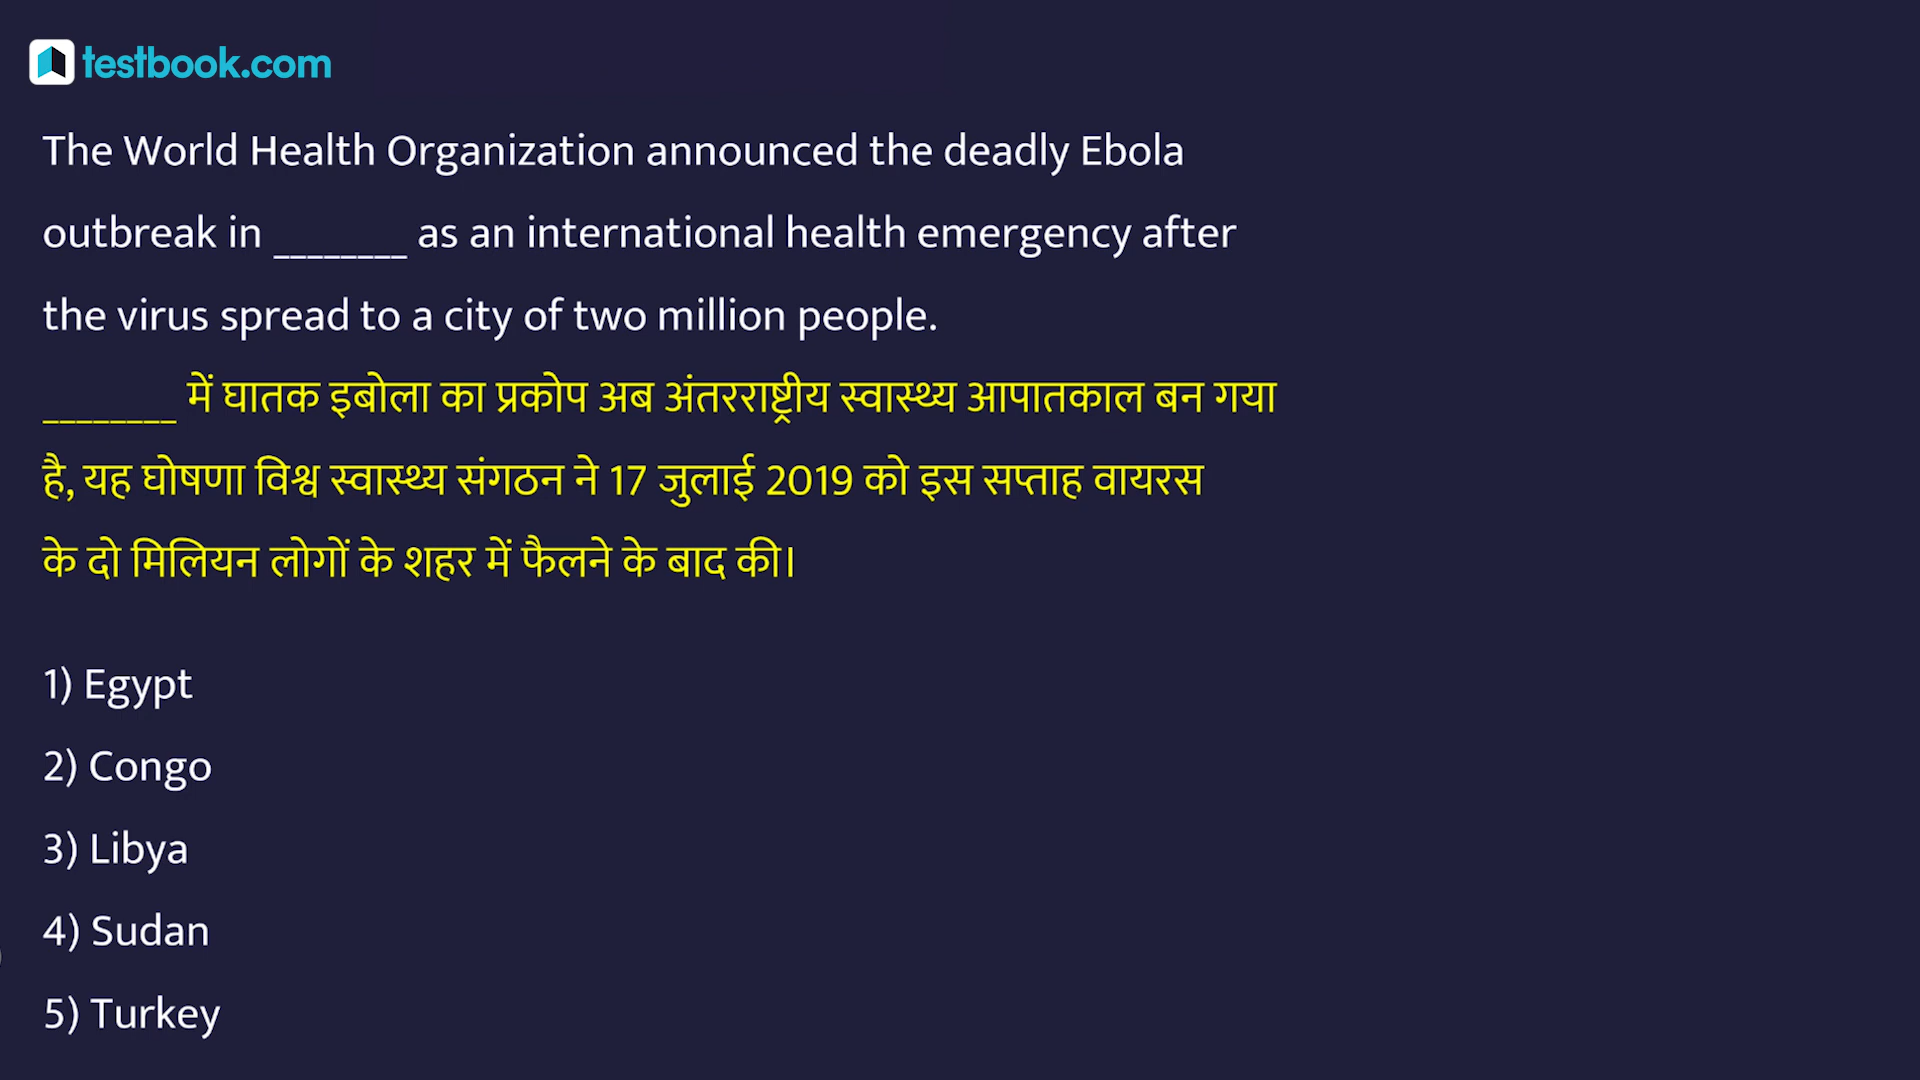 testbook.com
The World Health Organization announced the deadly Ebola
outbreak in ________ as an international health emergency after
the virus spread to a city of two million people.
________ में घातक इबोला का प्रकोप अब अंतरराष्ट्रीय स्वास्थ्य आपातकाल बन गया
है, यह घोषणा विश्व स्वास्थ्य संगठन ने 17 जुलाई 2019 को इस सप्ताह वायरस
के दो मिलियन लोगों के शहर में फैलने के बाद की।
1) Egypt
2) Congo
3) Libya
4) Sudan
5) Turkey